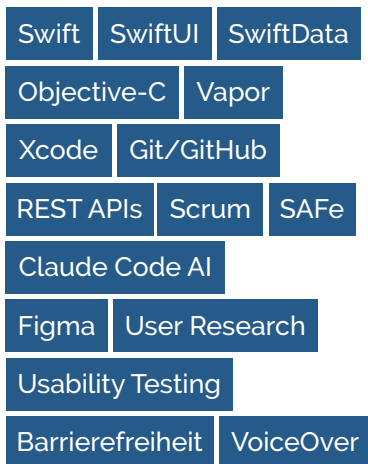 Swift SwiftUI SwiftData
Objective-C Vapor
Xcode Git/GitHub
REST APIs Scrum SAFe
Claude Code AI
Figma User Research
Usability Testing
Barrierefreiheit VoiceOver